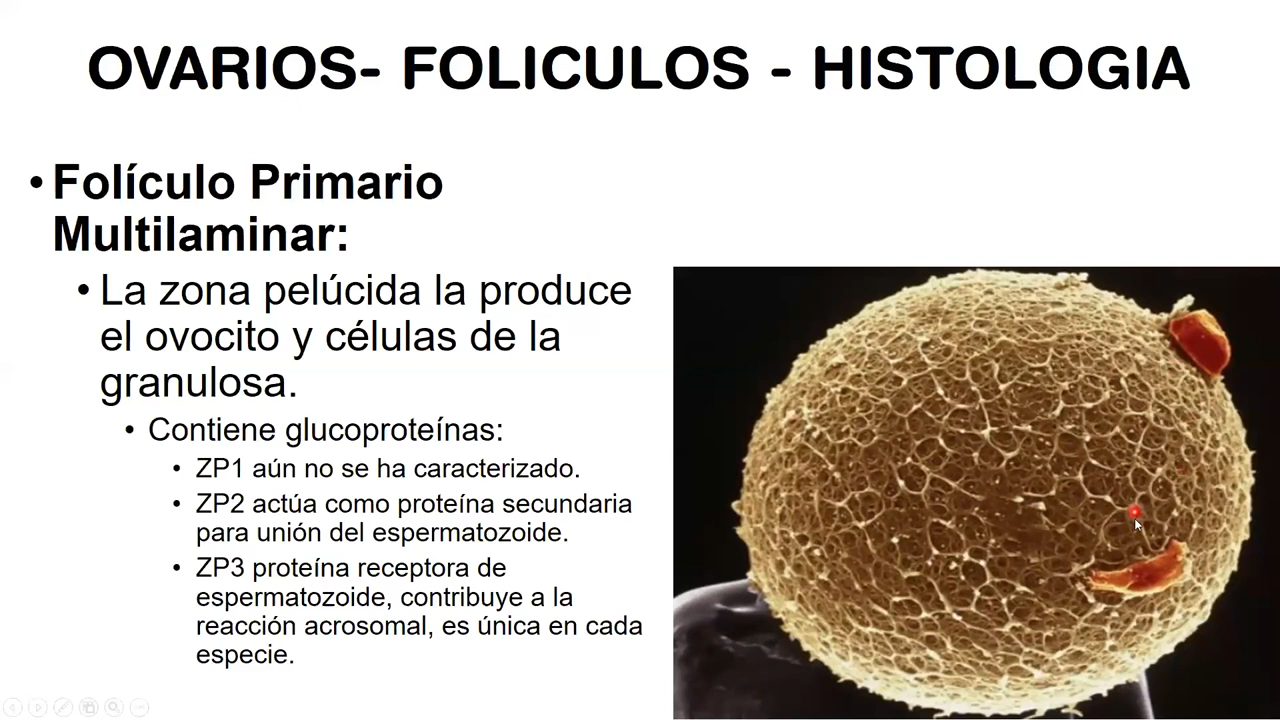 OVARIOS- FOLICULOS - HISTOLOGIA
• Folículo Primario
Multilaminar:
• La zona pelúcida la produce
el ovocito y células de la
granulosa.
• Contiene glucoproteínas:
• ZP1 aún no se ha caracterizado.
• ZP2 actúa como proteína secundaria
para unión del espermatozoide.
• ZP3 proteína receptora de
espermatozoide, contribuye a la
reacción acrosomal, es única en cada
especie.